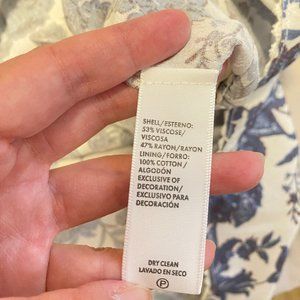 SHELL/ESTERNO:
53% VISCOSE/
VISCOSA
47% RAYON/RAYON
LINING/FORRO:
100% COTTON/
ALGODÓN
EXCLUSIVE OF
DECORATION/
EXCLUSIVO PARA
DECORACIÓN
DRY CLEAN
LAVADO EN SECO
P